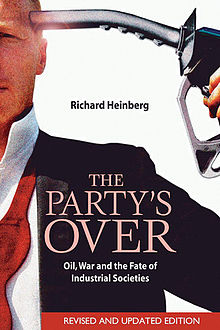 Richard Heinberg
THE
PARTY'S
OVER
Oil, War and the Fate of
Industrial Societies
REVISED AND UPDATED EDITION